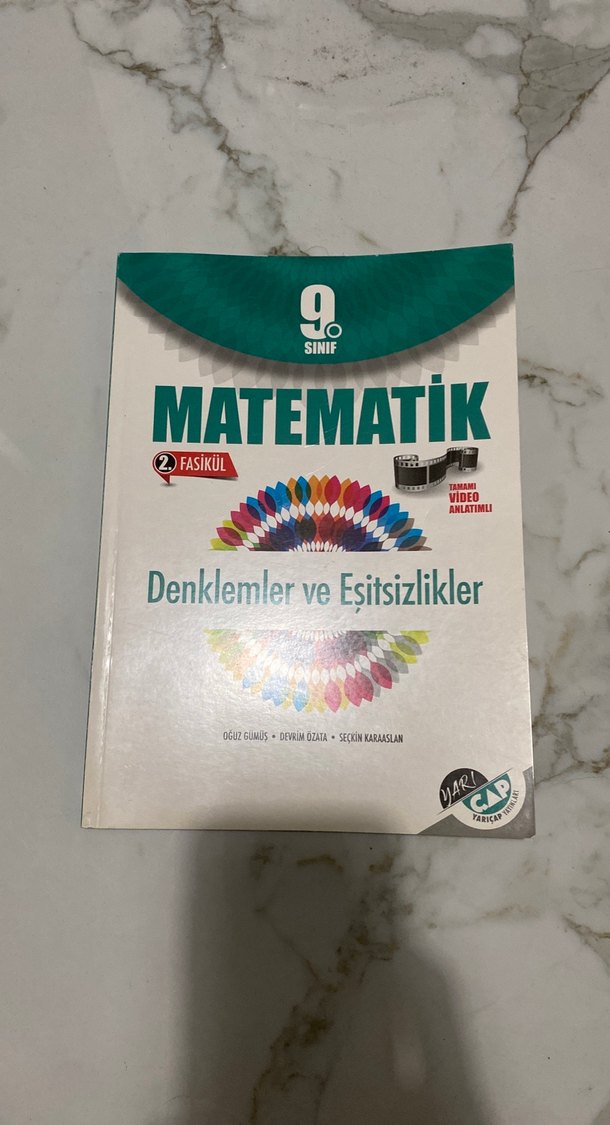 9.
SINIF
MATEMATİK
2. FASİKÜL
TAMAMI
VİDEO
ANLATIMLI
Denklemler ve Eşitsizlikler
OĞUZ GÜMÜŞ • DEVRİM ÖZATA • SEÇKİN KARAASLAN
YARI
ÇAP
YARIÇAP YAYINLARI